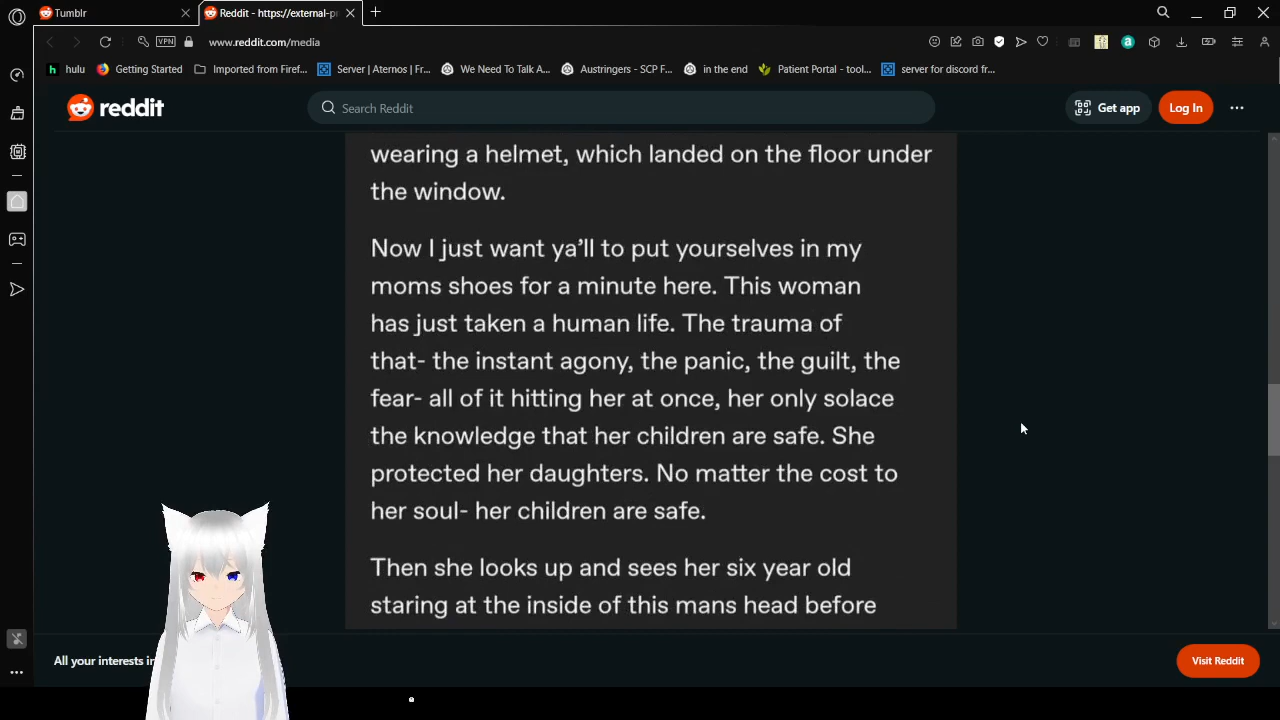 Tumblr
Reddit - https://external-pr
VPN
www.reddit.com/media
h hulu
Getting Started
Imported from Firef...
Server | Aternos | Fr...
We Need To Talk A...
Austringers - SCP F...
in the end
Patient Portal - tool...
server for discord fr...
reddit
Search Reddit
Get app
Log In
wearing a helmet, which landed on the floor under
the window.
Now I just want ya’ll to put yourselves in my
moms shoes for a minute here. This woman
has just taken a human life. The trauma of
that- the instant agony, the panic, the guilt, the
fear- all of it hitting her at once, her only solace
the knowledge that her children are safe. She
protected her daughters. No matter the cost to
her soul- her children are safe.
Then she looks up and sees her six year old
staring at the inside of this mans head before
All your interests in
Visit Reddit